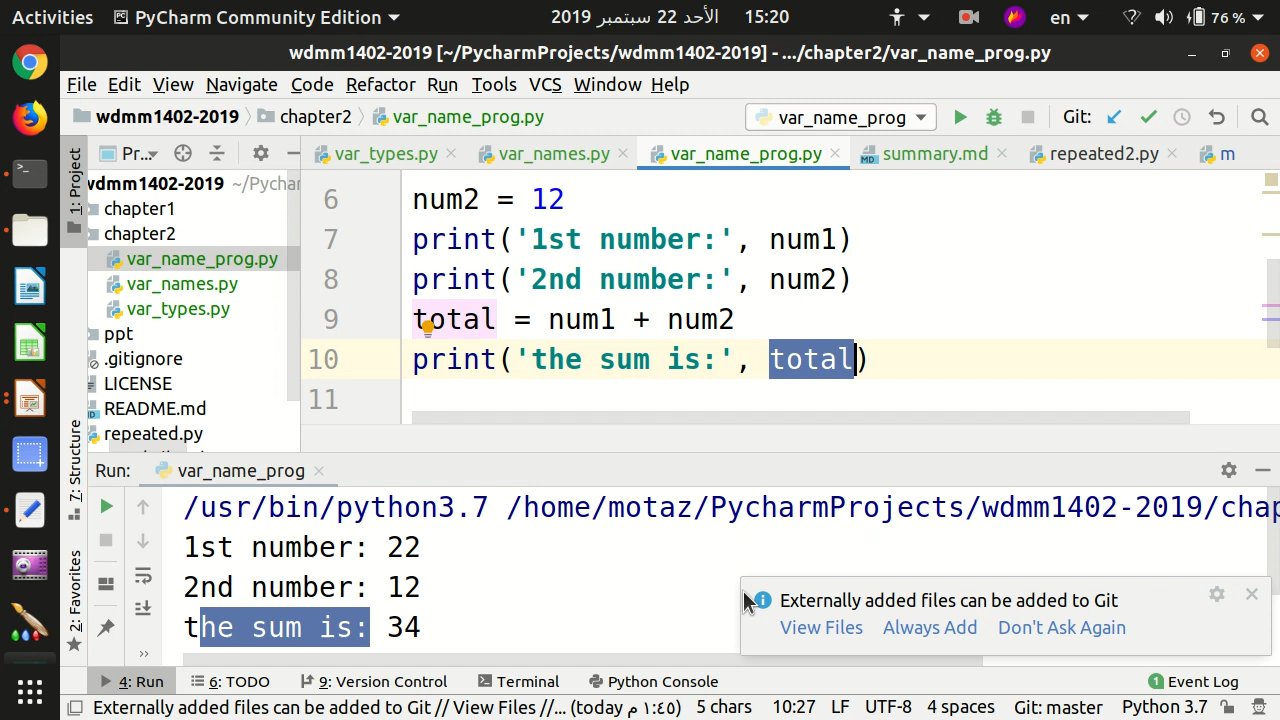 Activities PyCharm Community Edition 2019 الأحد 22 سبتمبر 15:20 en 76 %
wdmm1402-2019 [~/PycharmProjects/wdmm1402-2019] - .../chapter2/var_name_prog.py
File Edit View Navigate Code Refactor Run Tools VCS Window Help
wdmm1402-2019 chapter2 var_name_prog.py var_name_prog Git:
1: Project
Pr... var_types.py var_names.py var_name_prog.py summary.md repeated2.py m
wdmm1402-2019 ~/Pychar
chapter1
chapter2
var_name_prog.py
var_names.py
var_types.py
ppt
.gitignore
LICENSE
README.md
repeated.py
6 num2 = 12
7 print('1st number:', num1)
8 print('2nd number:', num2)
9 total = num1 + num2
10 print('the sum is:', total)
11
7: Structure
2: Favorites
Run: var_name_prog
/usr/bin/python3.7 /home/motaz/PycharmProjects/wdmm1402-2019/chap
1st number: 22
2nd number: 12
the sum is: 34
Externally added files can be added to Git
View Files Always Add Don't Ask Again
4: Run 6: TODO 9: Version Control Terminal Python Console 1 Event Log
Externally added files can be added to Git // View Files //... (today م ١:٤٥) 5 chars 10:27 LF UTF-8 4 spaces Git: master Python 3.7